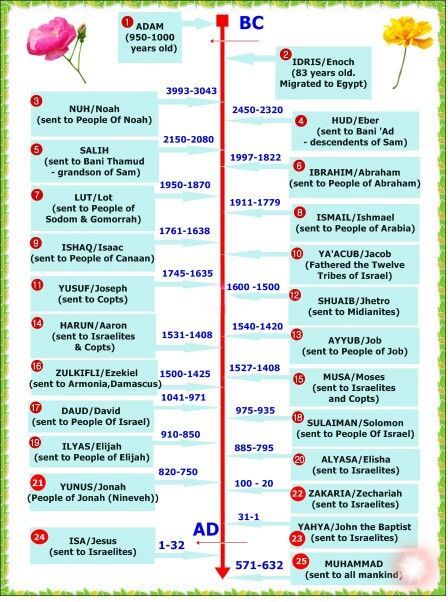 1 ADAM
(950-1000
years old)
BC
2 IDRIS/Enoch
(83 years old.
Migrated to Egypt)
3993-3043
3 NUH/Noah
(sent to People Of Noah)
2450-2320
4 HUD/Eber
(sent to Bani 'Ad
- descendents of Sam)
2150-2080
5 SALIH
(sent to Bani Thamud
- grandson of Sam)
1997-1822
6 IBRAHIM/Abraham
(sent to People of Abraham)
1950-1870
7 LUT/Lot
(sent to People of
Sodom & Gomorrah)
1911-1779
8 ISMAIL/Ishmael
(sent to People of Arabia)
1761-1638
9 ISHAQ/Isaac
(sent to People of Canaan)
10 YA'ACUB/Jacob
(Fathered the Twelve
Tribes of Israel)
1745-1635
11 YUSUF/Joseph
(sent to Copts)
1600 -1500
12 SHUAIB/Jhetro
(sent to Midianites)
14 HARUN/Aaron
(sent to Israelites
& Copts)
1531-1408
1540-1420
13 AYYUB/Job
(sent to People of Job)
16 ZULKIFLI/Ezekiel
(sent to Armonia,Damascus)
1500-1425
1527-1408
15 MUSA/Moses
(sent to Israelites
and Copts)
1041-971
17 DAUD/David
(sent to People Of Israel)
975-935
18 SULAIMAN/Solomon
(sent to People Of Israel)
910-850
19 ILYAS/Elijah
(sent to People of Elijah)
885-795
20 ALYASA/Elisha
(sent to Israelites)
820-750
21 YUNUS/Jonah
(People of Jonah (Nineveh))
100 - 20
22 ZAKARIA/Zechariah
(sent to Israelites)
31-1
YAHYA/John the Baptist
23 (sent to Israelites)
AD
24 ISA/Jesus
(sent to Israelites)
1-32
571-632
25 MUHAMMAD
(sent to all mankind)